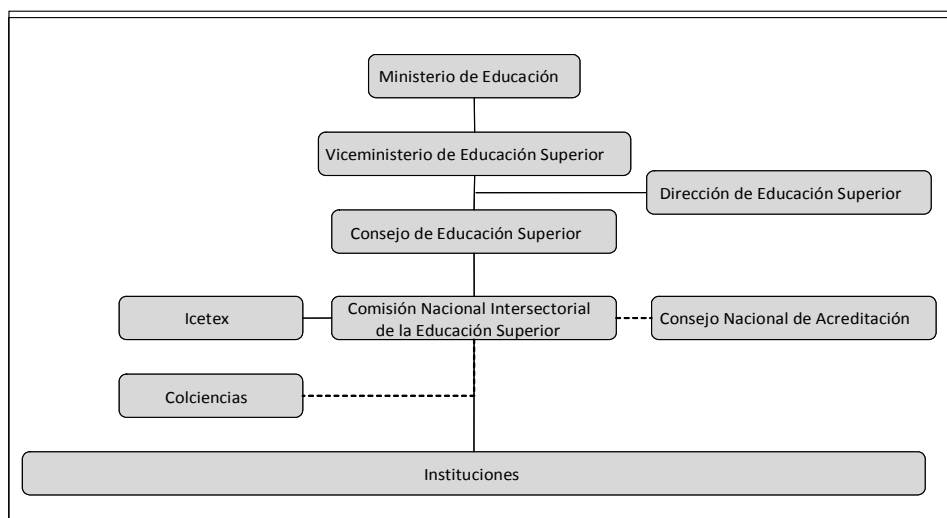 Ministerio de Educación
Viceministerio de Educación Superior
Dirección de Educación Superior
Consejo de Educación Superior
Icetex
Comisión Nacional Intersectorial
de la Educación Superior
Consejo Nacional de Acreditación
Colciencias
Instituciones